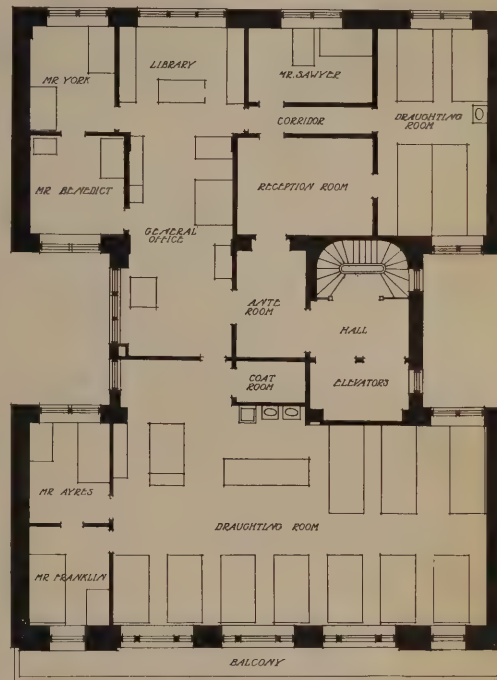 MR YORK
LIBRARY
MR. SAWYER
CORRIDOR
DRAUGHTING
ROOM
MR BENEDICT
RECEPTION ROOM
GENERAL
OFFICE
ANTE
ROOM
HALL
COAT
ROOM
ELEVATORS
MR AYRES
DRAUGHTING ROOM
MR FRANKLIN
BALCONY